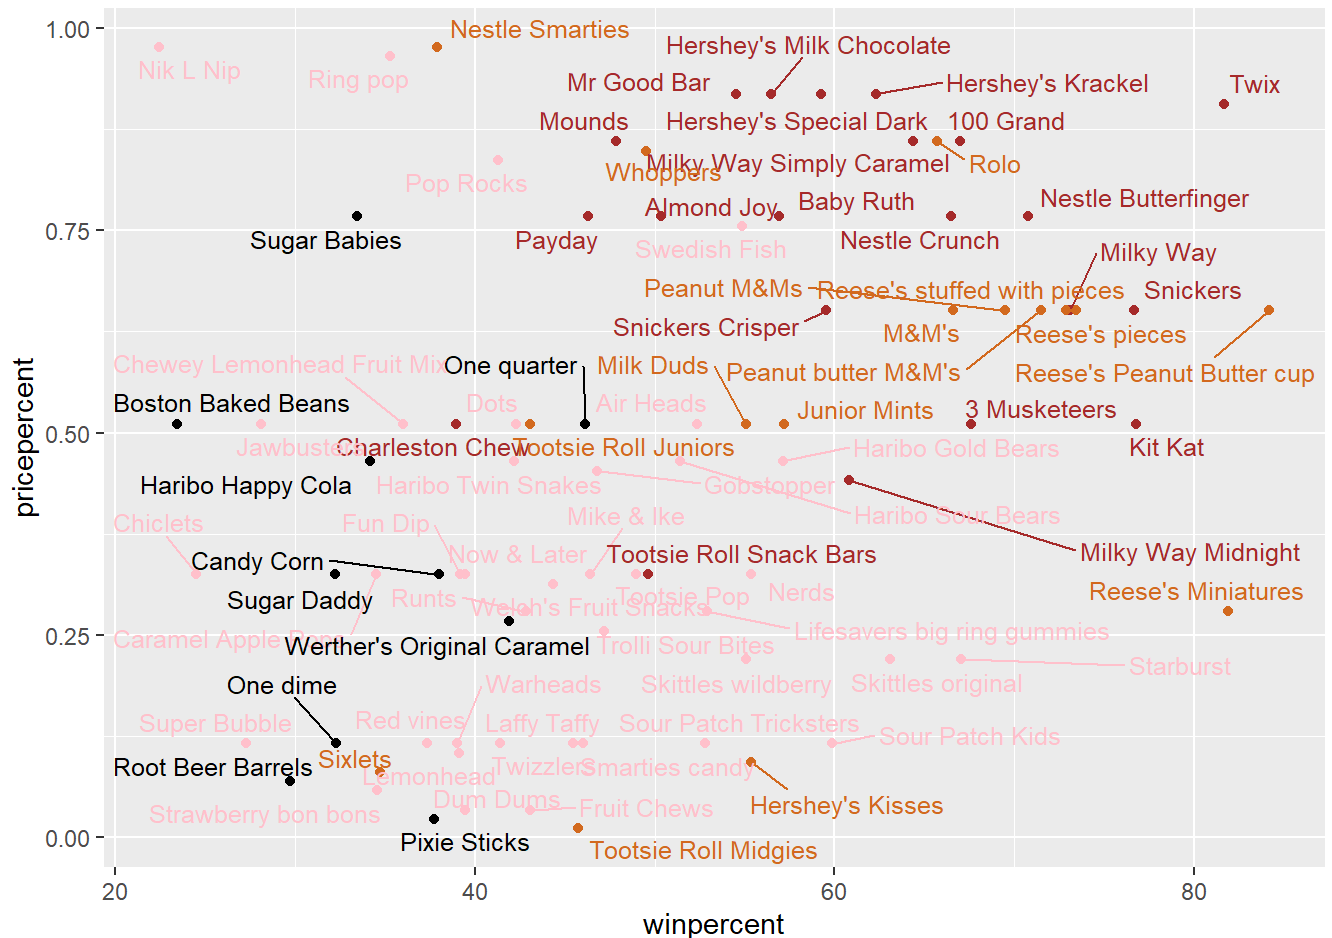 1.00
Nestle Smarties
Hershey's Milk Chocolate
Nik L Nip
Ring pop
Mr Good Bar
Hershey's Krackel
Twix
Mounds
Hershey's Special Dark
100 Grand
Milky Way Simply Caramel
Rolo
Whoppers
Pop Rocks
Almond Joy
Baby Ruth
Nestle Butterfinger
0.75
Sugar Babies
Payday
Swedish Fish
Nestle Crunch
Milky Way
Peanut M&Ms
Reese's stuffed with pieces
Snickers
Snickers Crisper
M&M's
Reese's pieces
Chewey Lemonhead Fruit Mix
One quarter
Milk Duds
Peanut butter M&M's
Reese's Peanut Butter cup
Boston Baked Beans
Dots
Air Heads
Junior Mints
3 Musketeers
0.50
Jawbusters
Charleston Chew
Tootsie Roll Juniors
Haribo Gold Bears
Kit Kat
Haribo Happy Cola
Haribo Twin Snakes
Gobstopper
Chiclets
Fun Dip
Mike & Ike
Haribo Sour Bears
Candy Corn
Now & Later
Tootsie Roll Snack Bars
Milky Way Midnight
Sugar Daddy
Runts
Welch's Fruit Snacks
Tootsie Pop
Nerds
Reese's Miniatures
0.25
Caramel Apple Pops
Werther's Original Caramel
Trolli Sour Bites
Lifesavers big ring gummies
One dime
Warheads
Skittles wildberry
Skittles original
Starburst
Super Bubble
Red vines
Laffy Taffy
Sour Patch Tricksters
Sour Patch Kids
Root Beer Barrels
Sixlets
Lemonhead
Twizzlers
Smarties candy
Strawberry bon bons
Dum Dums
Fruit Chews
Hershey's Kisses
0.00
Pixie Sticks
Tootsie Roll Midgies
20
40
60
80
winpercent
pricepercent